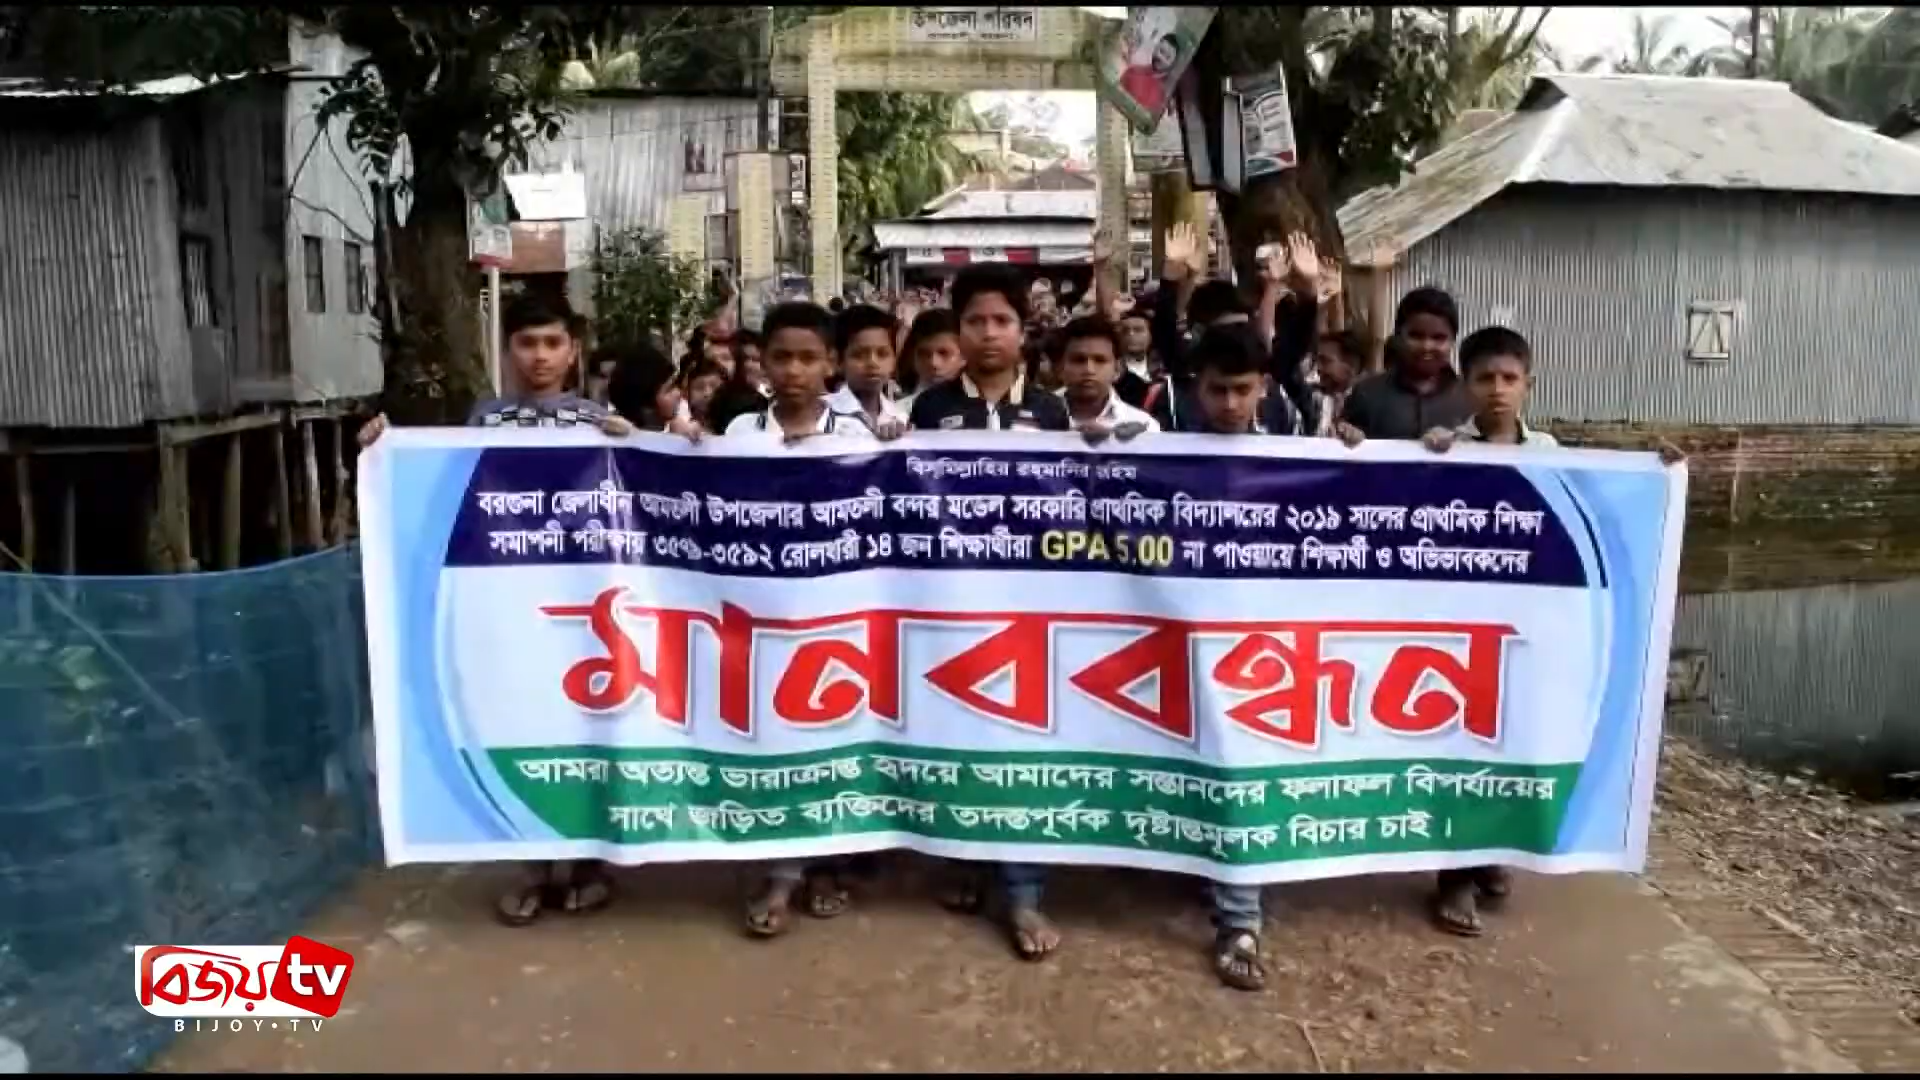 উপজেলা পরিষদ
বিস্‌মিল্লাহির রহমানির রহিম
বরগুনা জেলাধীন আমতলী উপজেলার আমতলী বন্দর মডেল সরকারি প্রাথমিক বিদ্যালয়ের ২০১৯ সালের প্রাথমিক শিক্ষা
সমাপনী পরীক্ষায় ৩৫৭৯-৩৫৯২ রোলধারী ১৪ জন শিক্ষার্থীরা GPA 5.00 না পাওয়ায়ে শিক্ষার্থী ও অভিভাবকদের
মানববন্ধন
আমরা অত্যন্ত ভারাক্রান্ত হৃদয়ে আমাদের সন্তানদের ফলাফল বিপর্যায়ের
সাথে জড়িত ব্যক্তিদের তদন্তপূর্বক দৃষ্টান্তমূলক বিচার চাই।
বিজয় tv
BIJOY•TV